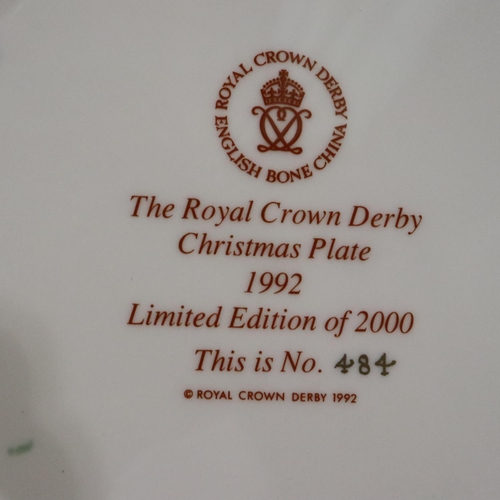 ROYAL CROWN DERBY
ENGLISH BONE CHINA
The Royal Crown Derby
Christmas Plate
1992
Limited Edition of 2000
This is No. 484
© ROYAL CROWN DERBY 1992